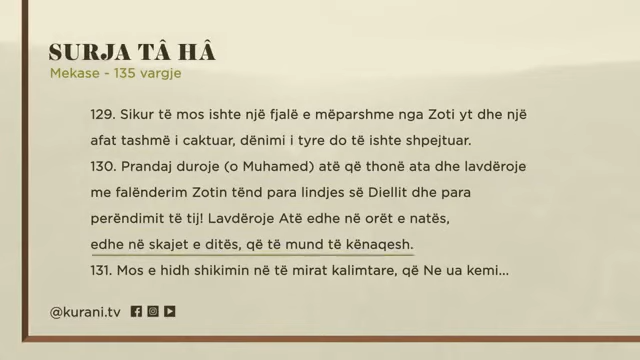 SURJA TÂ HÂ
Mekase - 135 vargje
129. Sikur të mos ishte një fjalë e mëparshme nga Zoti yt dhe një
afat tashmë i caktuar, dënimi i tyre do të ishte shpejtuar.
130. Prandaj duroje (o Muhamed) atë që thonë ata dhe lavdëroje
me falënderim Zotin tënd para lindjes së Diellit dhe para
perëndimit të tij! Lavdëroje Atë edhe në orët e natës,
edhe në skajet e ditës, që të mund të kënaqesh.
131. Mos e hidh shikimin në të mirat kalimtare, që Ne ua kemi...
@kurani.tv